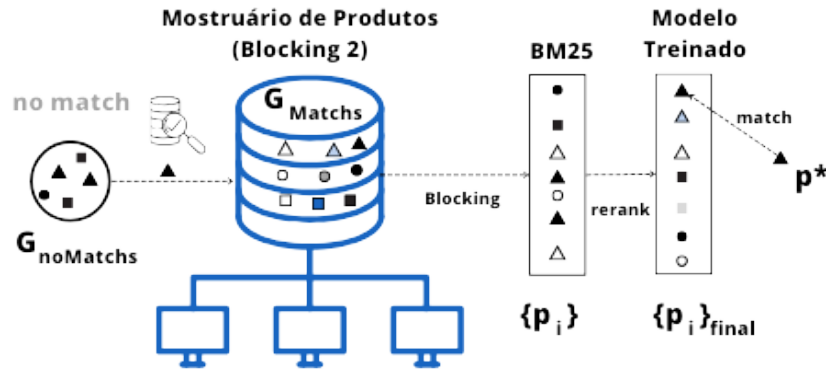 Mostruário de Produtos
(Blocking 2)
BM25
Modelo
Treinado
no match
G Matchs
match
p*
Blocking
rerank
G noMatchs
{p i}
{p i} final